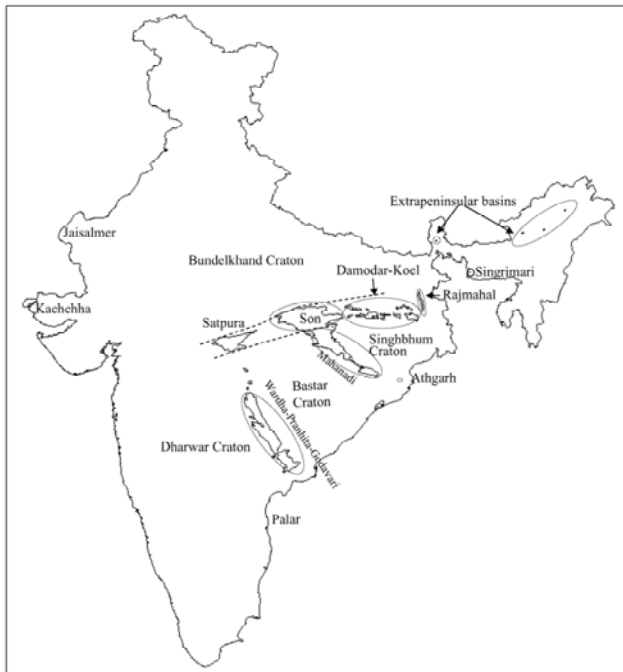 Extrapeninsular basins
Jaisalmer
Bundelkhand Craton
Damodar-Koel
Singrimari
Rajmahal
Kachchha
Satpura
Son
Singhbhum
Craton
Mahanadi
Athgarh
Bastar
Craton
Wardha-Pranhita-Godavari
Dharwar Craton
Palar